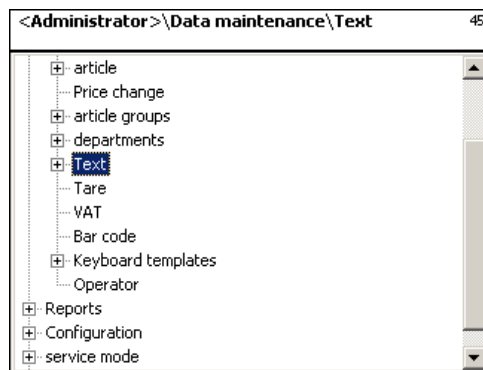 <Administrator>\Data maintenance\Text 45
article
Price change
article groups
departments
Text
Tare
VAT
Bar code
Keyboard templates
Operator
Reports
Configuration
service mode